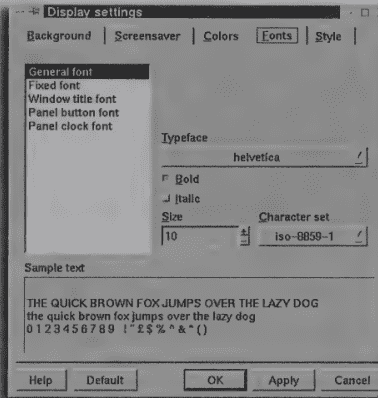 Display settings
Background Screensaver Colors Fonts Style
General font
Fixed font
Window title font
Panel button font
Panel clock font
Typeface
helvetica
Bold
Italic
Size
Character set
10
iso-8859-1
Sample text
THE QUICK BROWN FOX JUMPS OVER THE LAZY DOG
the quick brown fox jumps over the lazy dog
0 1 2 3 4 5 6 7 8 9 !"£$%^&*()
Help Default OK Apply Cancel